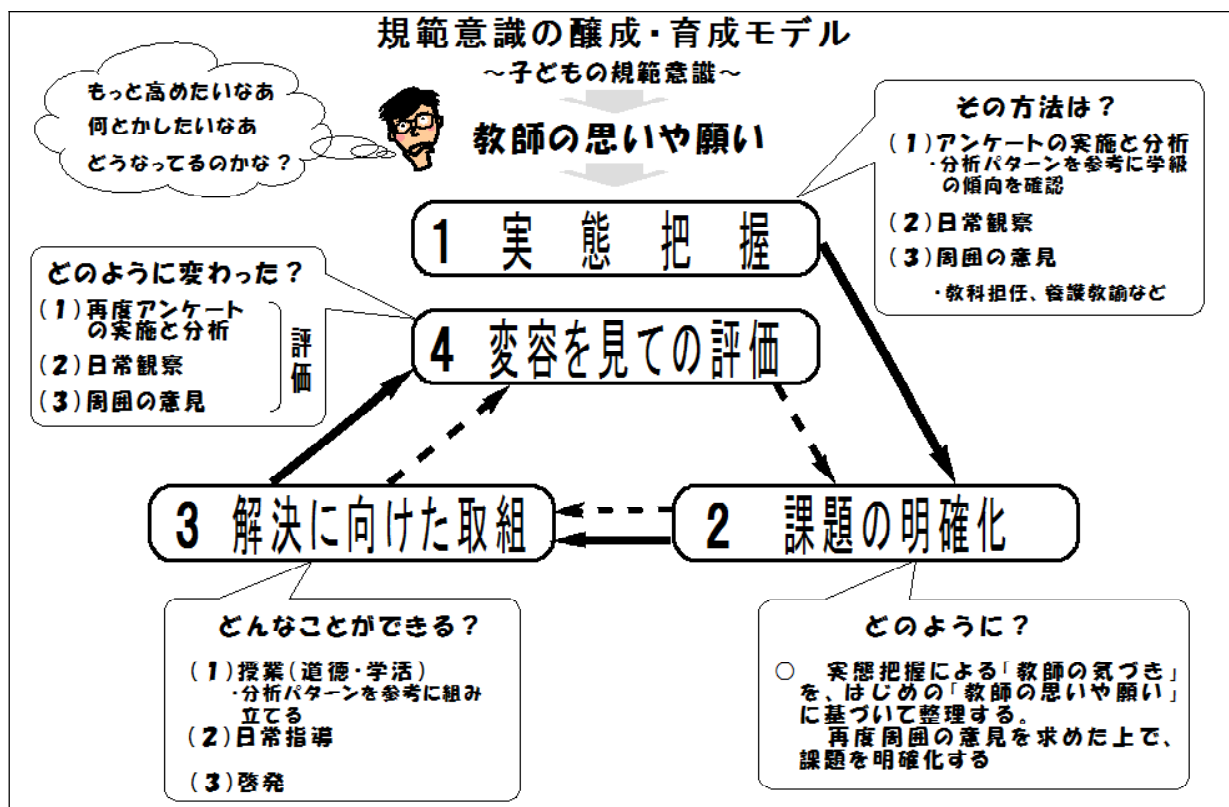 規範意識の醸成・育成モデル
～子どもの規範意識～
もっと高めたいなあ
何とかしたいなあ
どうなってるのかな？
教師の思いや願い
その方法は？
(1)アンケートの実施と分析
・分析パターンを参考に学級
の傾向を確認
(2)日常観察
(3)周囲の意見
・教科担任、養護教諭など
1 実態把握
どのように変わった？
(1)再度アンケート
の実施と分析
(2)日常観察
(3)周囲の意見
評価
4 変容を見ての評価
3 解決に向けた取組
2 課題の明確化
どんなことができる？
(1)授業(道徳・学活)
・分析パターンを参考に組み
立てる
(2)日常指導
(3)啓発
どのように？
○ 実態把握による「教師の気づき」
を、はじめの「教師の思いや願い」
に基づいて整理する。
再度周囲の意見を求めた上で、
課題を明確化する